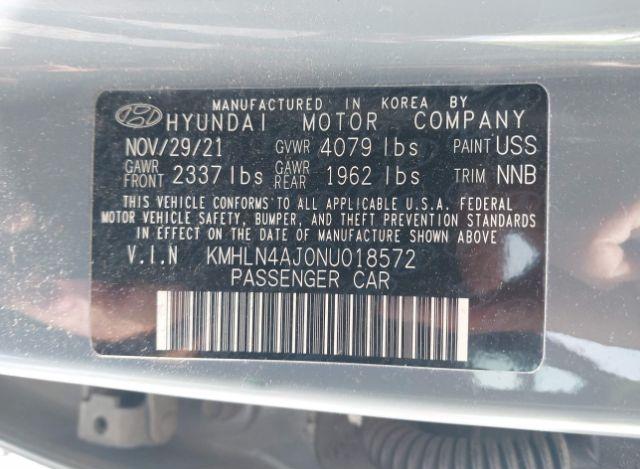 MANUFACTURED IN KOREA BY
HYUNDAI MOTOR COMPANY
NOV/29/21 GVWR 4079 lbs PAINT USS
GAWR FRONT 2337 lbs GAWR REAR 1962 lbs TRIM NNB
THIS VEHICLE CONFORMS TO ALL APPLICABLE U.S.A. FEDERAL
MOTOR VEHICLE SAFETY, BUMPER, AND THEFT PREVENTION STANDARDS
IN EFFECT ON THE DATE OF MANUFACTURE SHOWN ABOVE
V.I.N KMHLN4AJ0NU018572
PASSENGER CAR